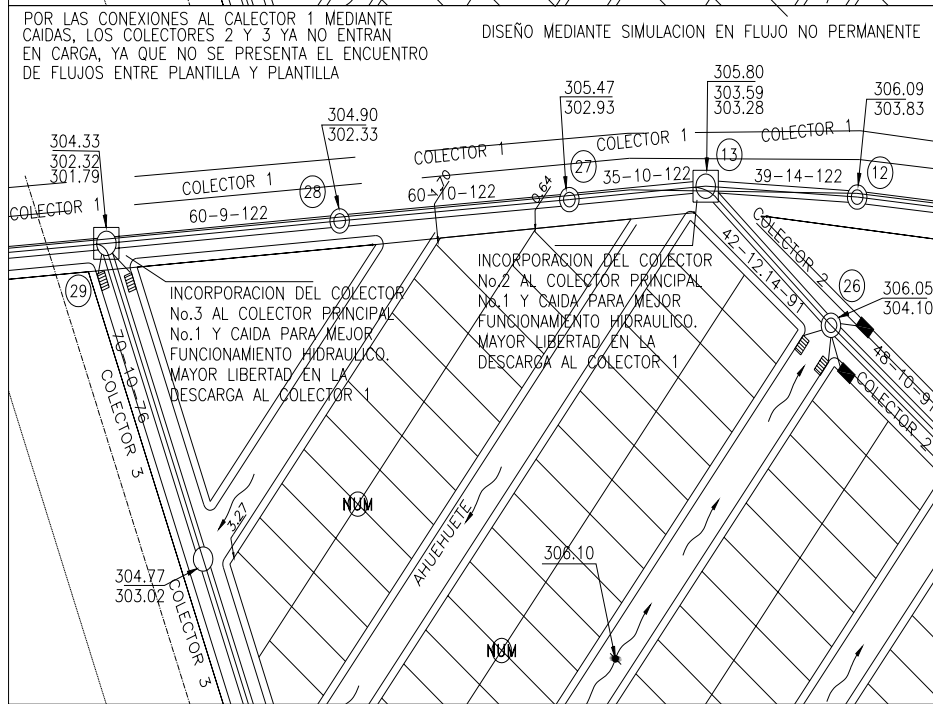 POR LAS CONEXIONES AL CALECTOR 1 MEDIANTE
CAIDAS, LOS COLECTORES 2 Y 3 YA NO ENTRAN
EN CARGA, YA QUE NO SE PRESENTA EL ENCUENTRO
DE FLUJOS ENTRE PLANTILLA Y PLANTILLA
DISEÑO MEDIANTE SIMULACION EN FLUJO NO PERMANENTE
305.80
303.59
303.28
305.47
302.93
306.09
303.83
304.90
302.33
304.33
302.32
301.79
COLECTOR 1
COLECTOR 1
COLECTOR 1
COLECTOR 1
COLECTOR 1
13
27
12
28
35-10-122
39-14-122
60-10-122
60-9-122
1.70
0.64
COLECTOR 2
42-12.14-91
26
306.05
304.10
48-10-91
COLECTOR 2
29
INCORPORACION DEL COLECTOR
No.3 AL COLECTOR PRINCIPAL
No.1 Y CAIDA PARA MEJOR
FUNCIONAMIENTO HIDRAULICO.
MAYOR LIBERTAD EN LA
DESCARGA AL COLECTOR 1
INCORPORACION DEL COLECTOR
No.2 AL COLECTOR PRINCIPAL
No.1 Y CAIDA PARA MEJOR
FUNCIONAMIENTO HIDRAULICO.
MAYOR LIBERTAD EN LA
DESCARGA AL COLECTOR 1
70-10-76
COLECTOR 3
NUM
3.27
AHUEHUETE
306.10
304.77
303.02
COLECTOR 3
NUM